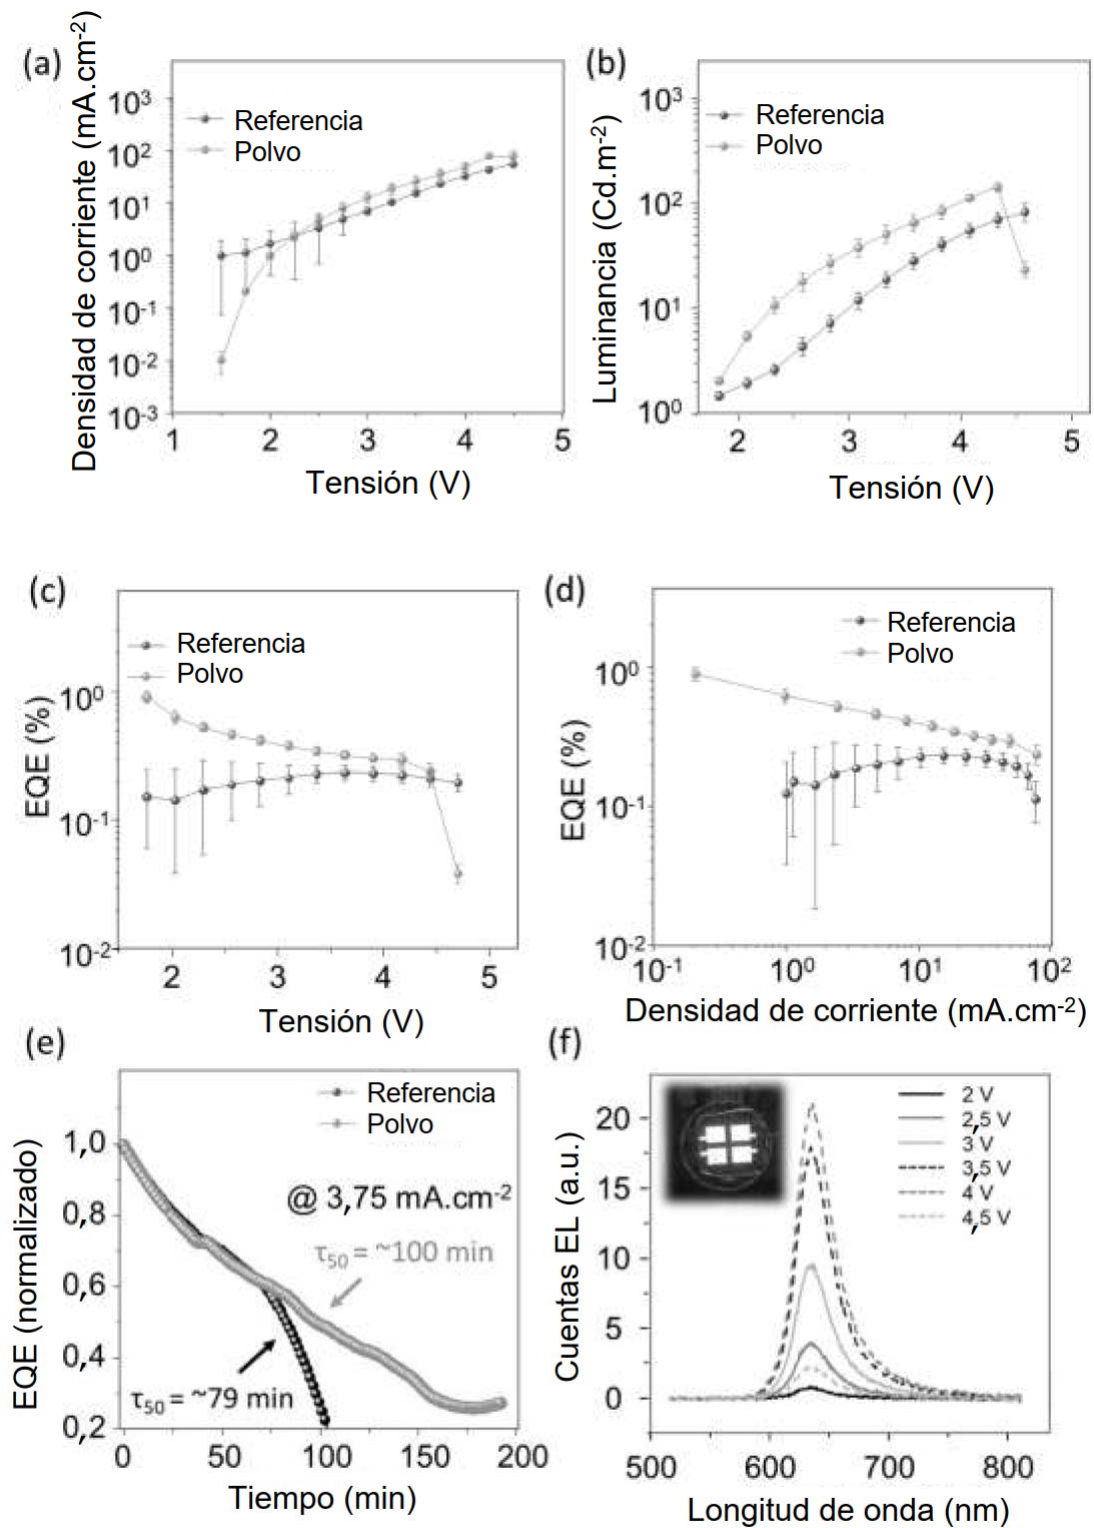 (a)
Densidad de corriente (mA.cm-2)
10³
10²
10¹
10⁰
10-1
10-2
10-3
Referencia
Polvo
1 2 3 4 5
Tensión (V)
(b)
Luminancia (Cd.m-2)
10³
10²
10¹
10⁰
Referencia
Polvo
2 3 4 5
Tensión (V)
(c)
EQE (%)
Referencia
Polvo
10⁰
10-1
10-2
2 3 4 5
Tensión (V)
(d)
EQE (%)
Referencia
Polvo
10⁰
10-1
10-2
10-1 10⁰ 10¹ 10²
Densidad de corriente (mA.cm-2)
(e)
EQE (normalizado)
Referencia
Polvo
1,0
0,8
0,6
0,4
0,2
@ 3,75 mA.cm-2
τ50 = ~100 min
τ50 = ~79 min
0 50 100 150 200
Tiempo (min)
(f)
Cuentas EL (a.u.)
20
15
10
5
0
2 V
2,5 V
3 V
3,5 V
4 V
4,5 V
500 600 700 800
Longitud de onda (nm)